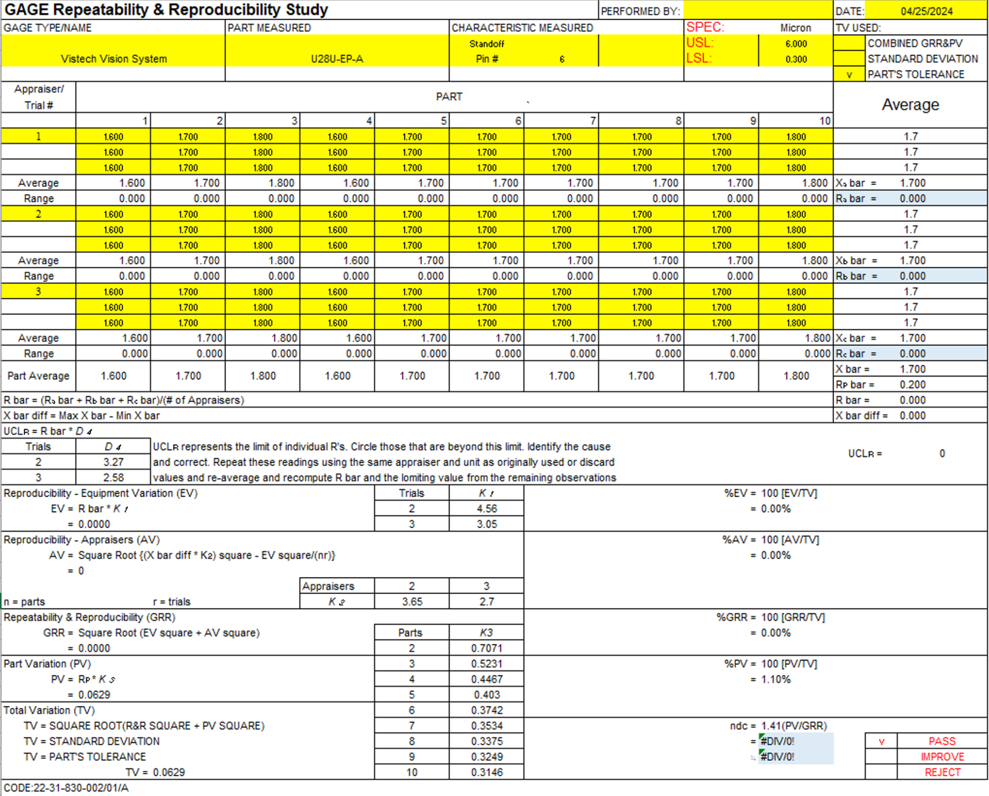 GAGE Repeatability & Reproducibility Study PERFORMED BY: DATE: 04/25/2024
GAGE TYPE/NAME PART MEASURED CHARACTERISTIC MEASURED SPEC: Micron TV USED:
Standoff USL: 6.000 COMBINED GRR&PV
Vistech Vision System U28U-EP-A Pin # 6 LSL: 0.300 STANDARD DEVIATION
v PART'S TOLERANCE
Appraiser/
Trial # PART Average
1 2 3 4 5 6 7 8 9 10
1 1.600 1.700 1.800 1.600 1.700 1.700 1.700 1.700 1.700 1.800 1.7
1.600 1.700 1.800 1.600 1.700 1.700 1.700 1.700 1.700 1.800 1.7
1.600 1.700 1.800 1.600 1.700 1.700 1.700 1.700 1.700 1.800 1.7
Average 1.600 1.700 1.800 1.600 1.700 1.700 1.700 1.700 1.700 1.800 Xa bar = 1.700
Range 0.000 0.000 0.000 0.000 0.000 0.000 0.000 0.000 0.000 0.000 Ra bar = 0.000
2 1.600 1.700 1.800 1.600 1.700 1.700 1.700 1.700 1.700 1.800 1.7
1.600 1.700 1.800 1.600 1.700 1.700 1.700 1.700 1.700 1.800 1.7
1.600 1.700 1.800 1.600 1.700 1.700 1.700 1.700 1.700 1.800 1.7
Average 1.600 1.700 1.800 1.600 1.700 1.700 1.700 1.700 1.700 1.800 Xb bar = 1.700
Range 0.000 0.000 0.000 0.000 0.000 0.000 0.000 0.000 0.000 0.000 Rb bar = 0.000
3 1.600 1.700 1.800 1.600 1.700 1.700 1.700 1.700 1.700 1.800 1.7
1.600 1.700 1.800 1.600 1.700 1.700 1.700 1.700 1.700 1.800 1.7
1.600 1.700 1.800 1.600 1.700 1.700 1.700 1.700 1.700 1.800 1.7
Average 1.600 1.700 1.800 1.600 1.700 1.700 1.700 1.700 1.700 1.800 Xc bar = 1.700
Range 0.000 0.000 0.000 0.000 0.000 0.000 0.000 0.000 0.000 0.000 Rc bar = 0.000
Part Average 1.600 1.700 1.800 1.600 1.700 1.700 1.700 1.700 1.700 1.800 X bar = 1.700
RP bar = 0.200
R bar = (Ra bar + Rb bar + Rc bar)/(# of Appraisers) R bar = 0.000
X bar diff = Max X bar - Min X bar X bar diff = 0.000
UCLR = R bar * D 4
Trials D 4 UCLR represents the limit of individual R's. Circle those that are beyond this limit. Identify the cause UCLR = 0
2 3.27 and correct. Repeat these readings using the same appraiser and unit as originally used or discard
3 2.58 values and re-average and recompute R bar and the lomiting value from the remaining observations
Reproducibility - Equipment Variation (EV) Trials K 1 %EV = 100 [EV/TV]
EV = R bar * K 1 2 4.56 = 0.00%
= 0.0000 3 3.05
Reproducibility - Appraisers (AV) %AV = 100 [AV/TV]
AV = Square Root {(X bar diff * K2) square - EV square/(nr)} = 0.00%
= 0
Appraisers 2 3
n = parts r = trials K 2 3.65 2.7
Repeatability & Reproducibility (GRR) %GRR = 100 [GRR/TV]
GRR = Square Root (EV square + AV square) Parts K3 = 0.00%
= 0.0000 2 0.7071
Part Variation (PV) 3 0.5231 %PV = 100 [PV/TV]
PV = RP * K 3 4 0.4467 = 1.10%
= 0.0629 5 0.403
Total Variation (TV) 6 0.3742
TV = SQUARE ROOT(R&R SQUARE + PV SQUARE) 7 0.3534 ndc = 1.41(PV/GRR)
TV = STANDARD DEVIATION 8 0.3375 = #DIV/0! v PASS
TV = PART'S TOLERANCE 9 0.3249 #DIV/0! IMPROVE
TV = 0.0629 10 0.3146 REJECT
CODE:22-31-830-002/01/A